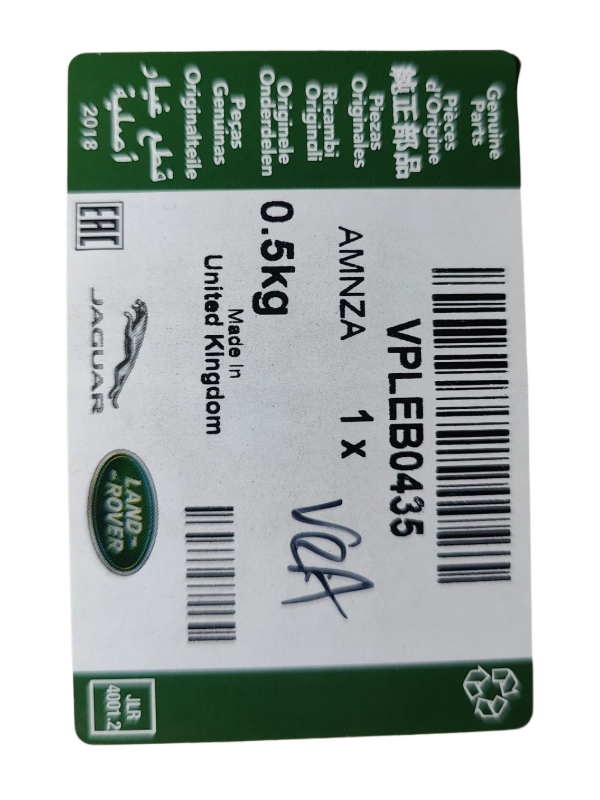 Genuine
Parts
Pièces
d'Origine
純正部品
Piezas
Originales
Ricambi
Originali
Originele
Onderdelen
Peças
Genuínas
Originalteile
قطع غيار
أصلية
2018
VPLEB0435
AMNZA 1 x
0.5kg
VCA
Made In
United Kingdom
EAC
JAGUAR
LAND
ROVER
JLR
4001.2